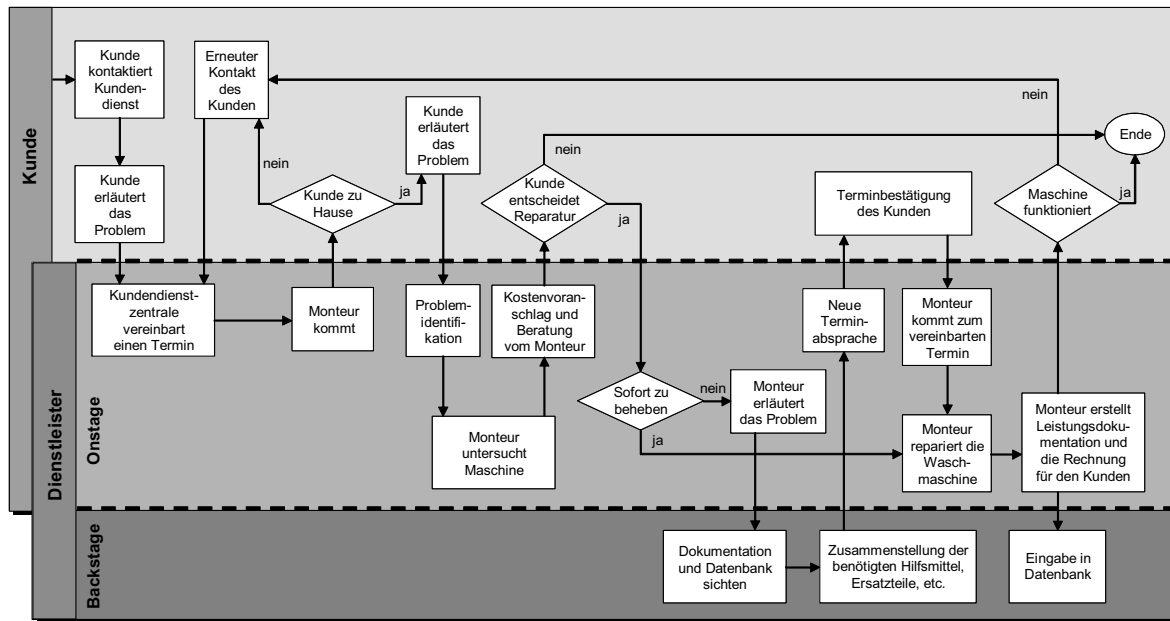 Kunde
Kunde
kontaktiert
Kunden-
dienst
Erneuter
Kontakt
des
Kunden
Kunde
erläutert
das
Problem
nein
Kunde
erläutert
das Problem
nein
Kunde zu
Hause
ja
Kunde
entscheidet
Reparatur
nein
ja
Terminbestätigung
des Kunden
Maschine
funktioniert
ja
Ende
Dienstleister
Onstage
Kundendienst-
zentrale
vereinbart
einen Termin
Monteur
kommt
Problem-
identifi-
kation
Kostenvoran-
schlag und
Beratung
vom Monteur
Neue
Termin-
absprache
Monteur
kommt zum
vereinbarten
Termin
Monteur
untersucht
Maschine
Sofort zu
beheben
nein
ja
Monteur
erläutert
das Problem
Monteur
repariert die
Wasch-
maschine
Monteur erstellt
Leistungsdoku-
mentation und
die Rechnung
für den Kunden
Backstage
Dokumentation
und Datenbank
sichten
Zusammenstellung der
benötigten Hilfsmittel,
Ersatzteile, etc.
Eingabe in
Datenbank